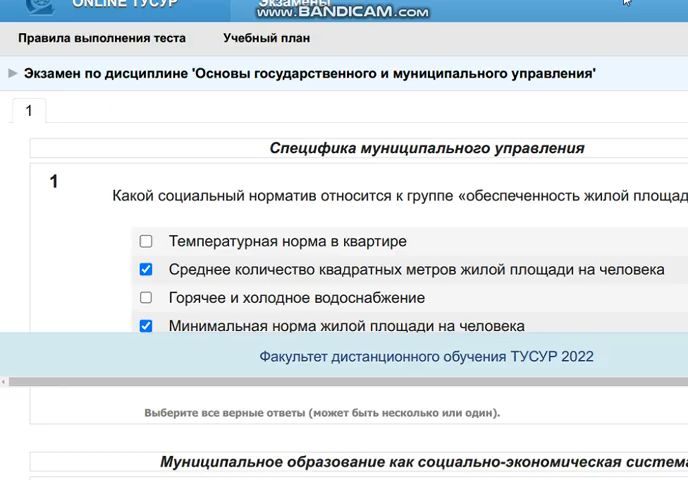 ONLINE ТУСУР
Экзамены
www.BANDICAM.com
Правила выполнения теста
Учебный план
Экзамен по дисциплине 'Основы государственного и муниципального управления'
1
Специфика муниципального управления
1
Какой социальный норматив относится к группе «обеспеченность жилой площад
Температурная норма в квартире
Среднее количество квадратных метров жилой площади на человека
Горячее и холодное водоснабжение
Минимальная норма жилой площади на человека
Факультет дистанционного обучения ТУСУР 2022
Выберите все верные ответы (может быть несколько или один).
Муниципальное образование как социально-экономическая система